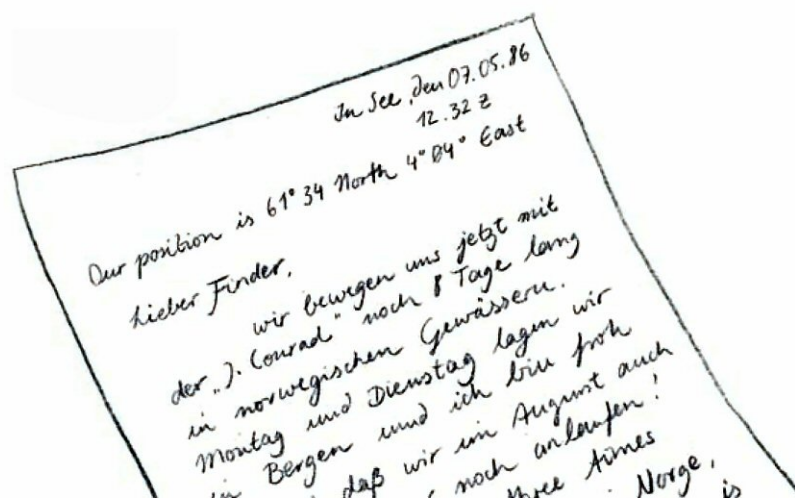 In See, den 07.05.86
12.32 Z
Our position is 61° 34 North 4° 04° East
Lieber Finder,
wir bewegen uns jetzt mit
der „J. Conrad" noch 8 Tage lang
in norwegischen Gewässern.
Montag und Dienstag lagen wir
in Bergen und ich bin froh
daß wir im August auch
noch anlaufen!
three times
Norge,
is